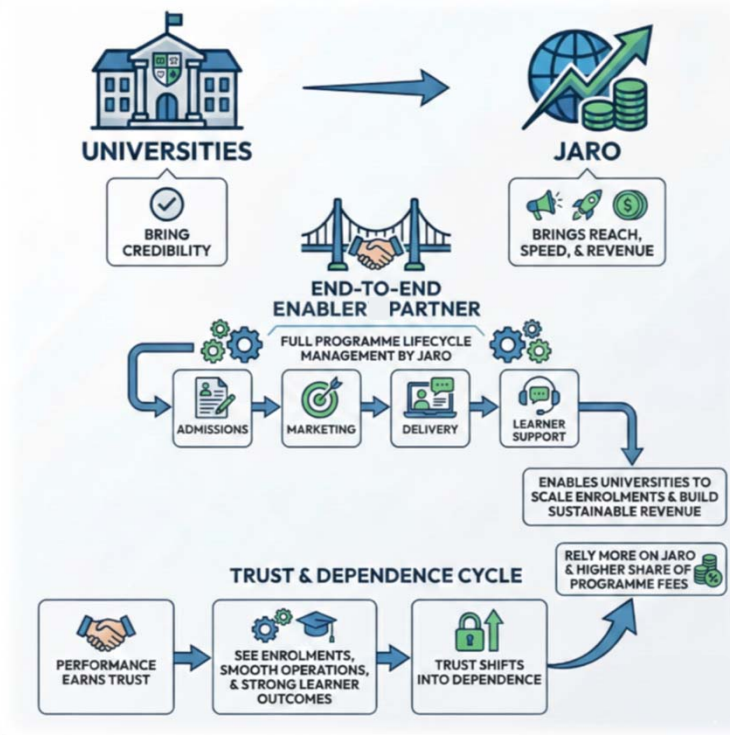 UNIVERSITIES
JARO
BRING
CREDIBILITY
BRINGS REACH,
SPEED, & REVENUE
END-TO-END
ENABLER PARTNER
FULL PROGRAMME LIFECYCLE
MANAGEMENT BY JARO
ADMISSIONS
MARKETING
DELIVERY
LEARNER
SUPPORT
ENABLES UNIVERSITIES TO
SCALE ENROLMENTS & BUILD
SUSTAINABLE REVENUE
RELY MORE ON JARO
& HIGHER SHARE OF
PROGRAMME FEES
TRUST & DEPENDENCE CYCLE
PERFORMANCE
EARNS TRUST
SEE ENROLMENTS,
SMOOTH OPERATIONS,
& STRONG LEARNER
OUTCOMES
TRUST SHIFTS
INTO DEPENDENCE